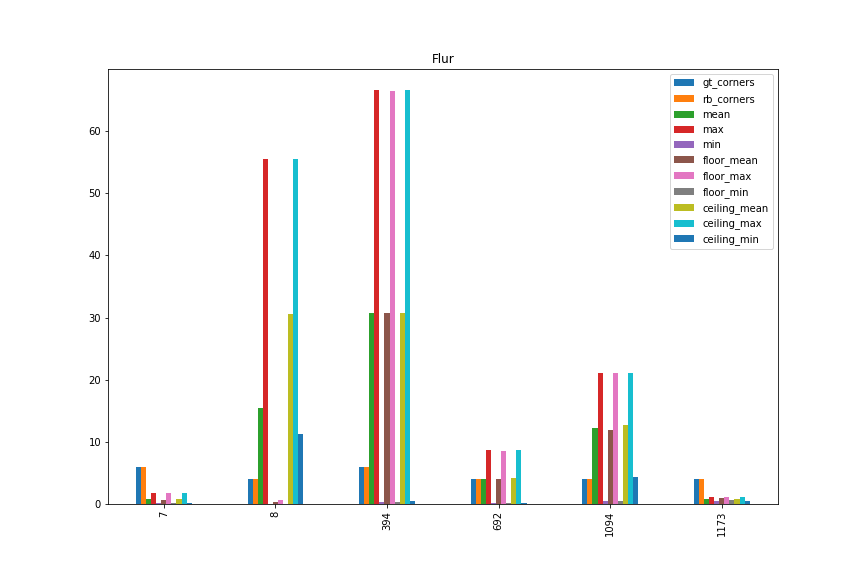 Flur
gt_corners
rb_corners
mean
max
min
floor_mean
floor_max
floor_min
ceiling_mean
ceiling_max
ceiling_min
60
50
40
30
20
10
0
7
8
394
692
1094
1173